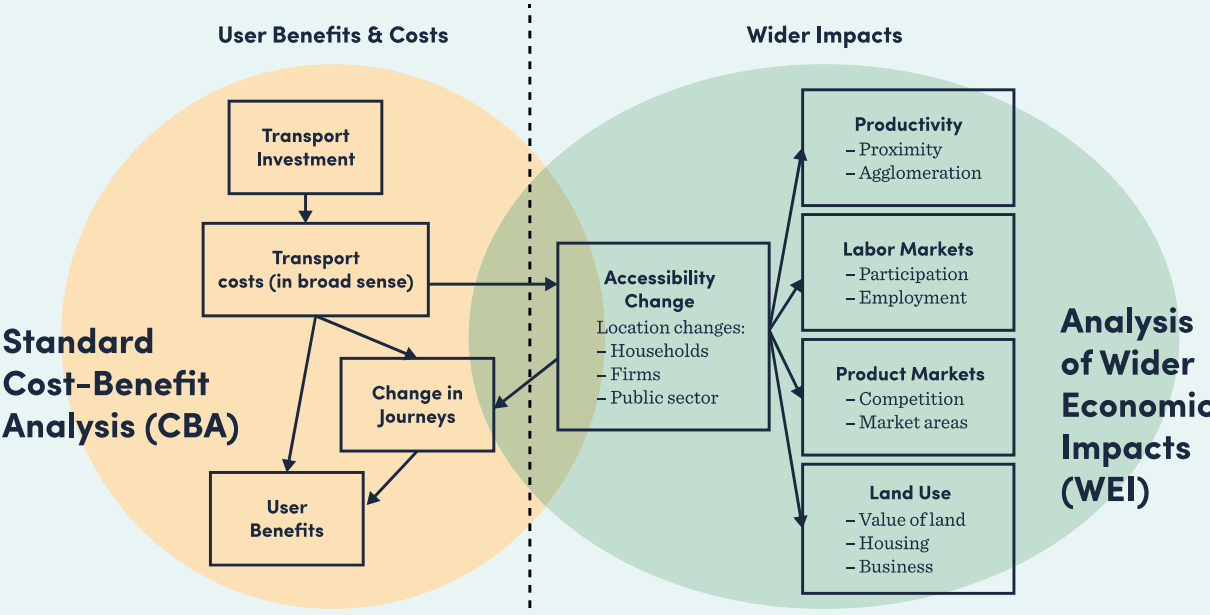 User Benefits & Costs
Wider Impacts
Transport
Investment
Transport
costs (in broad sense)
Change in
Journeys
User
Benefits
Standard
Cost-Benefit
Analysis (CBA)
Accessibility
Change
Location changes:
– Households
– Firms
– Public sector
Productivity
– Proximity
– Agglomeration
Labor Markets
– Participation
– Employment
Product Markets
– Competition
– Market areas
Land Use
– Value of land
– Housing
– Business
Analysis
of Wider
Economic
Impacts
(WEI)